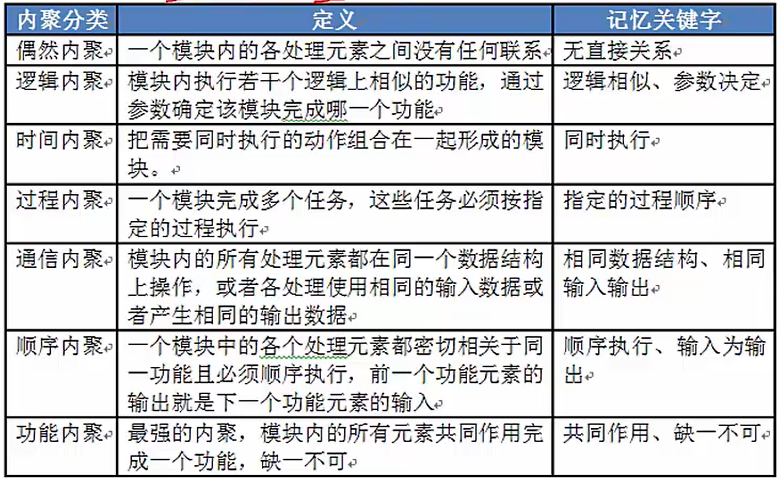 内聚分类 定义 记忆关键字
偶然内聚 一个模块内的各处理元素之间没有任何联系 无直接关系
逻辑内聚 模块内执行若干个逻辑上相似的功能，通过 逻辑相似、参数决定
参数确定该模块完成哪一个功能
时间内聚 把需要同时执行的动作组合在一起形成的模 同时执行
块。
过程内聚 一个模块完成多个任务，这些任务必须按指 指定的过程顺序
定的过程执行
通信内聚 模块内的所有处理元素都在同一个数据结构 相同数据结构、相同
上操作，或者各处理使用相同的输入数据或 输入输出
者产生相同的输出数据
顺序内聚 一个模块中的各个处理元素都密切相关于同 顺序执行、输入为输
一功能且必须顺序执行，前一个功能元素的 出
输出就是下一个功能元素的输入
功能内聚 最强的内聚，模块内的所有元素共同作用完 共同作用、缺一不可
成一个功能，缺一不可